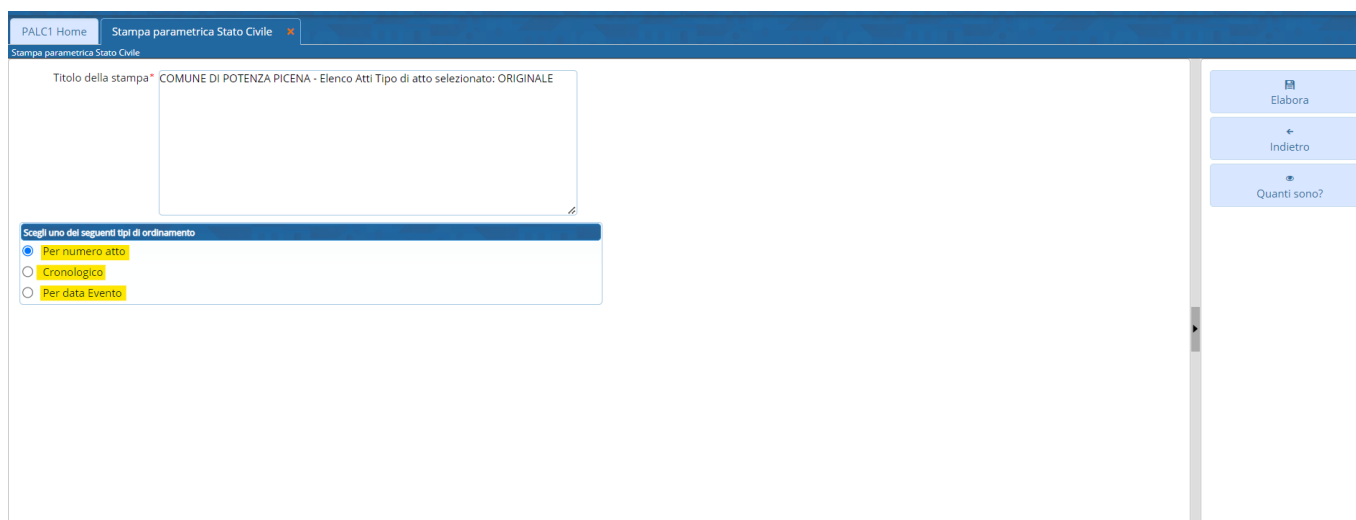 PALC1 Home
Stampa parametrica Stato Civile
Stampa parametrica Stato Civile
Titolo della stampa* COMUNE DI POTENZA PICENA - Elenco Atti Tipo di atto selezionato: ORIGINALE
Scegli uno dei seguenti tipi di ordinamento
Per numero atto
Cronologico
Per data Evento
Elabora
Indietro
Quanti sono?